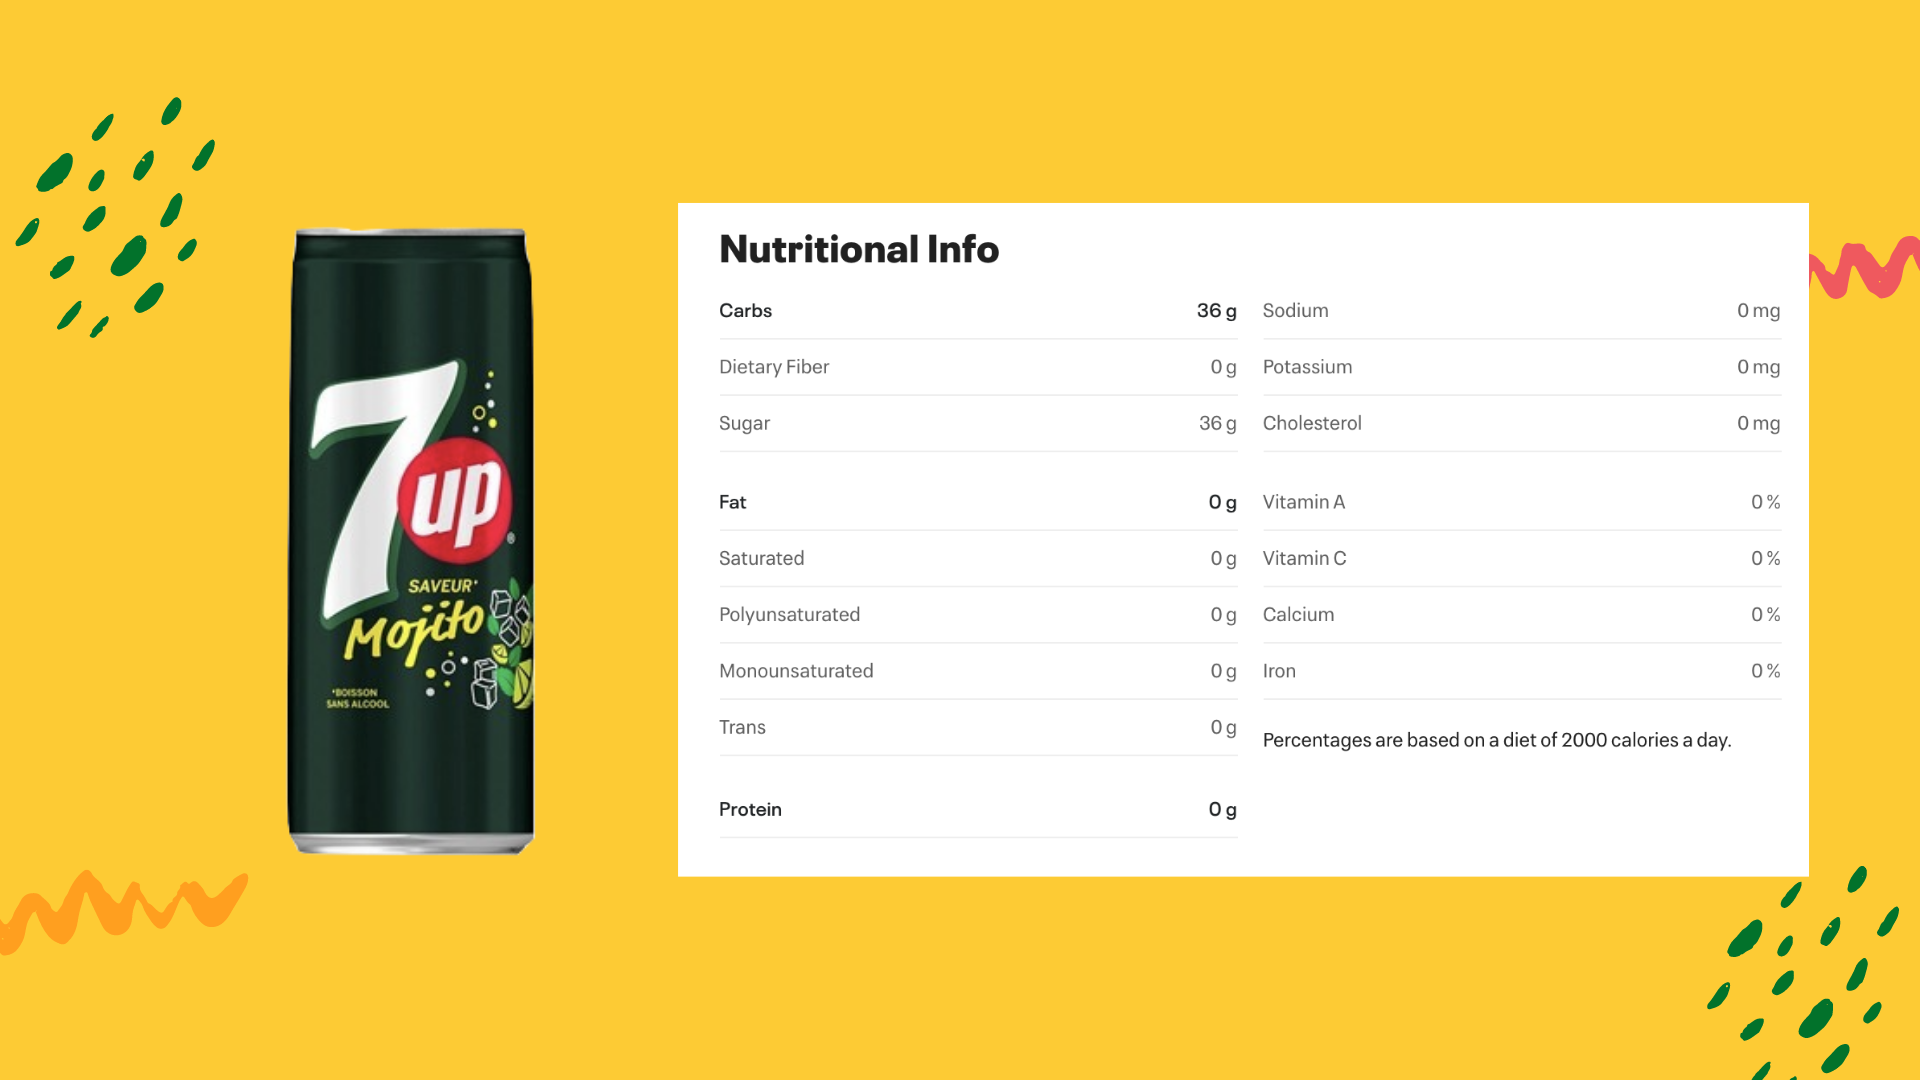 7up®
SAVEUR*
Mojito
*BOISSON
SANS ALCOOL
Nutritional Info
Carbs 36 g
Dietary Fiber 0 g
Sugar 36 g
Fat 0 g
Saturated 0 g
Polyunsaturated 0 g
Monounsaturated 0 g
Trans 0 g
Protein 0 g
Sodium 0 mg
Potassium 0 mg
Cholesterol 0 mg
Vitamin A 0 %
Vitamin C 0 %
Calcium 0 %
Iron 0 %
Percentages are based on a diet of 2000 calories a day.